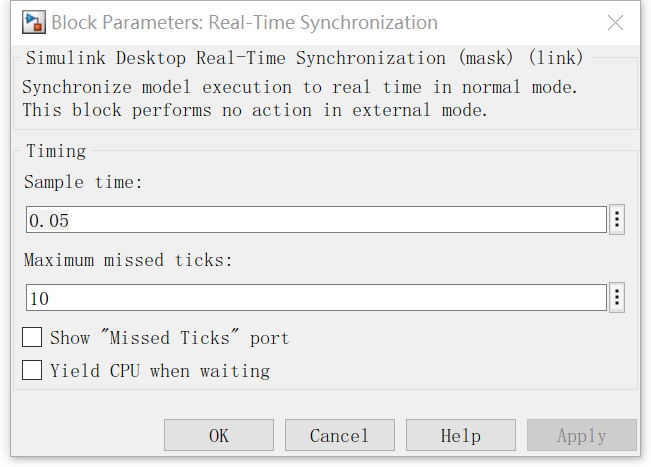 Block Parameters: Real-Time Synchronization
Simulink Desktop Real-Time Synchronization (mask) (link)
Synchronize model execution to real time in normal mode.
This block performs no action in external mode.
Timing
Sample time:
0.05
Maximum missed ticks:
10
Show "Missed Ticks" port
Yield CPU when waiting
OK Cancel Help Apply